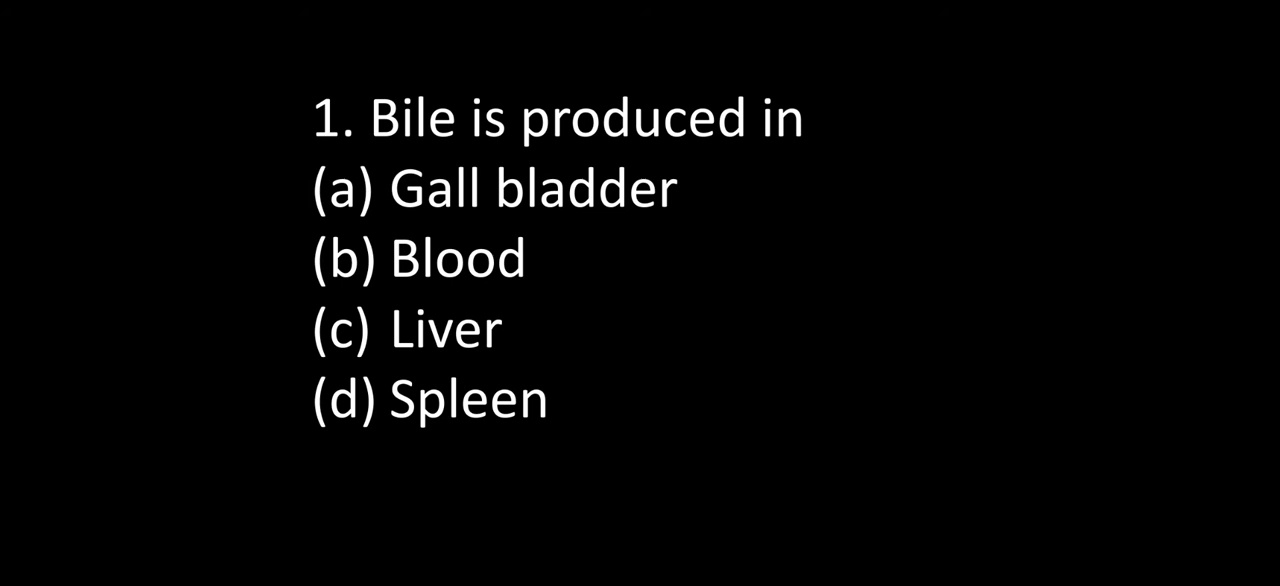 1. Bile is produced in
(a) Gall bladder
(b) Blood
(c) Liver
(d) Spleen